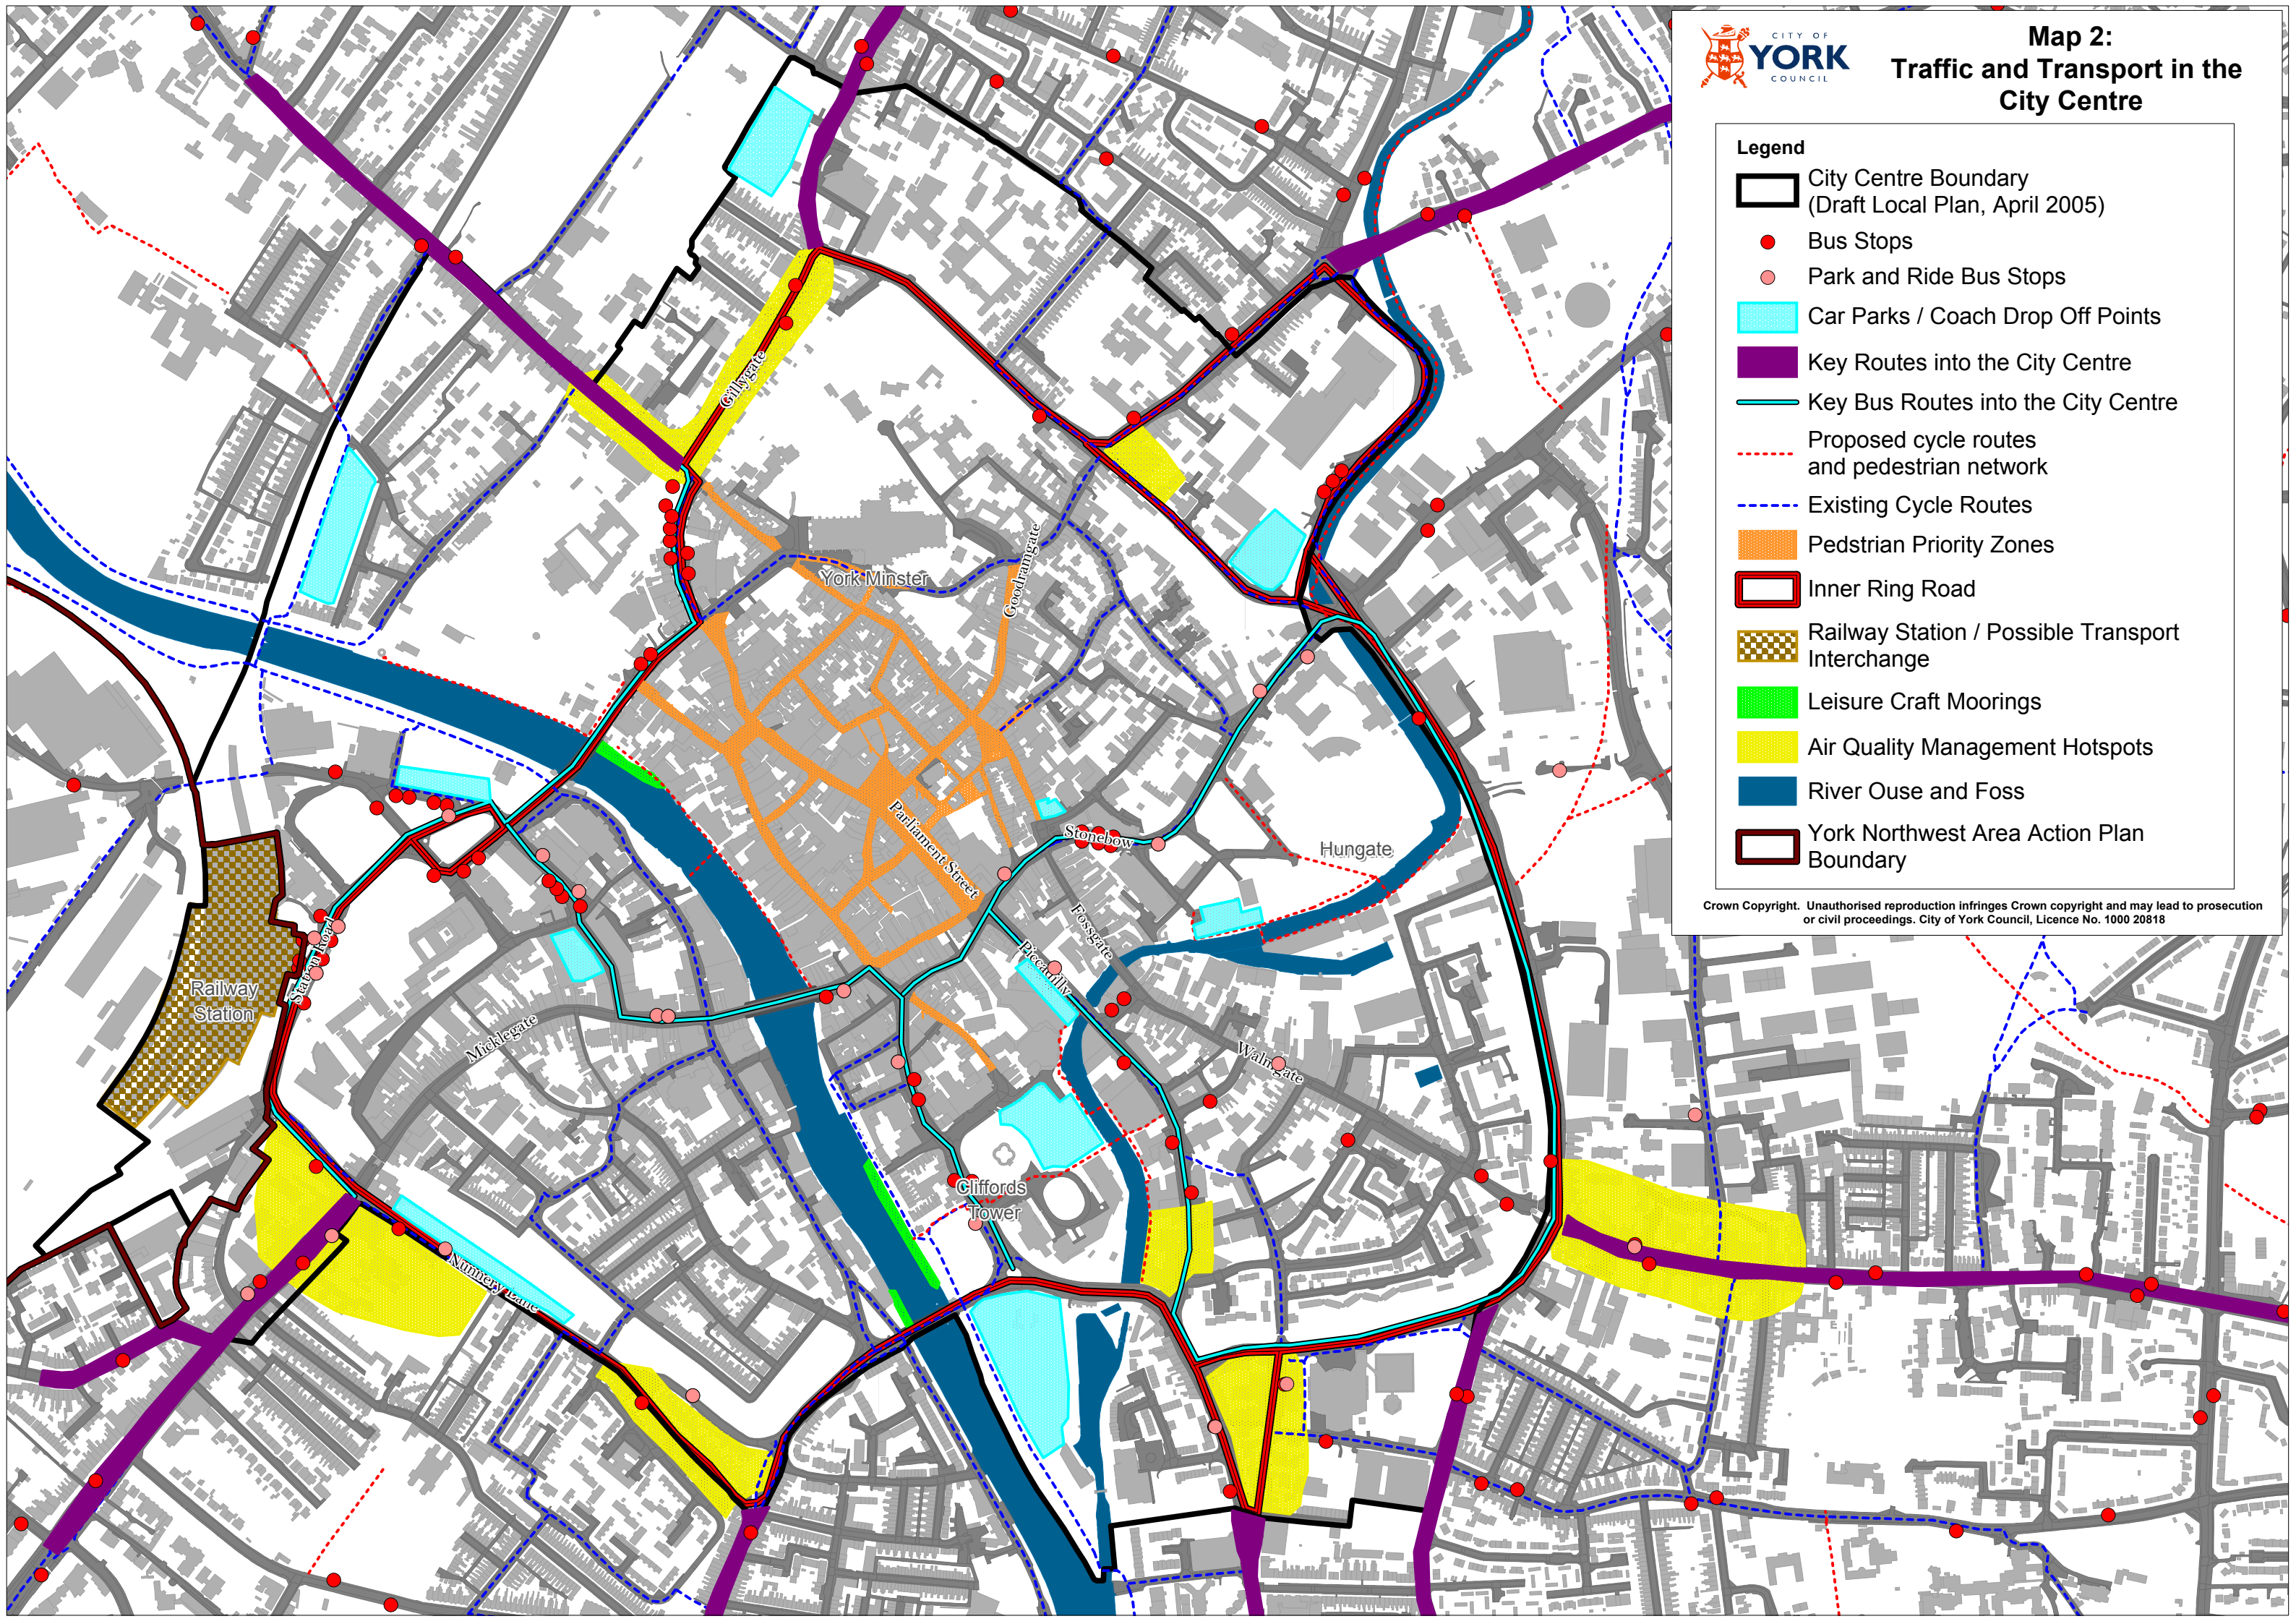 CITY OF
YORK
COUNCIL
Map 2:
Traffic and Transport in the
City Centre
Legend
City Centre Boundary
(Draft Local Plan, April 2005)
Bus Stops
Park and Ride Bus Stops
Car Parks / Coach Drop Off Points
Key Routes into the City Centre
Key Bus Routes into the City Centre
Proposed cycle routes
and pedestrian network
Existing Cycle Routes
Pedstrian Priority Zones
Inner Ring Road
Railway Station / Possible Transport
Interchange
Leisure Craft Moorings
Air Quality Management Hotspots
River Ouse and Foss
York Northwest Area Action Plan
Boundary
Crown Copyright. Unauthorised reproduction infringes Crown copyright and may lead to prosecution
or civil proceedings. City of York Council, Licence No. 1000 20818
Gillygate
York Minster
Goodramgate
Parliament Street
Stonebow
Hungate
Fossgate
Piccadilly
Station Road
Railway
Station
Micklegate
Walmgate
Cliffords
Tower
Nunnery Lane